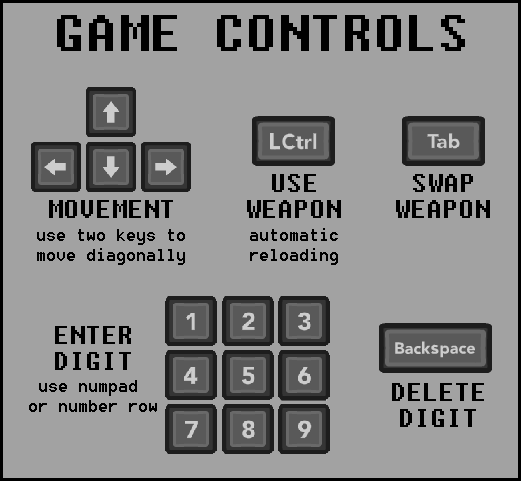 GAME CONTROLS
↑
← ↓ →
MOVEMENT
use two keys to
move diagonally
LCtrl
USE
WEAPON
automatic
reloading
Tab
SWAP
WEAPON
ENTER
DIGIT
use numpad
or number row
1 2 3
4 5 6
7 8 9
Backspace
DELETE
DIGIT